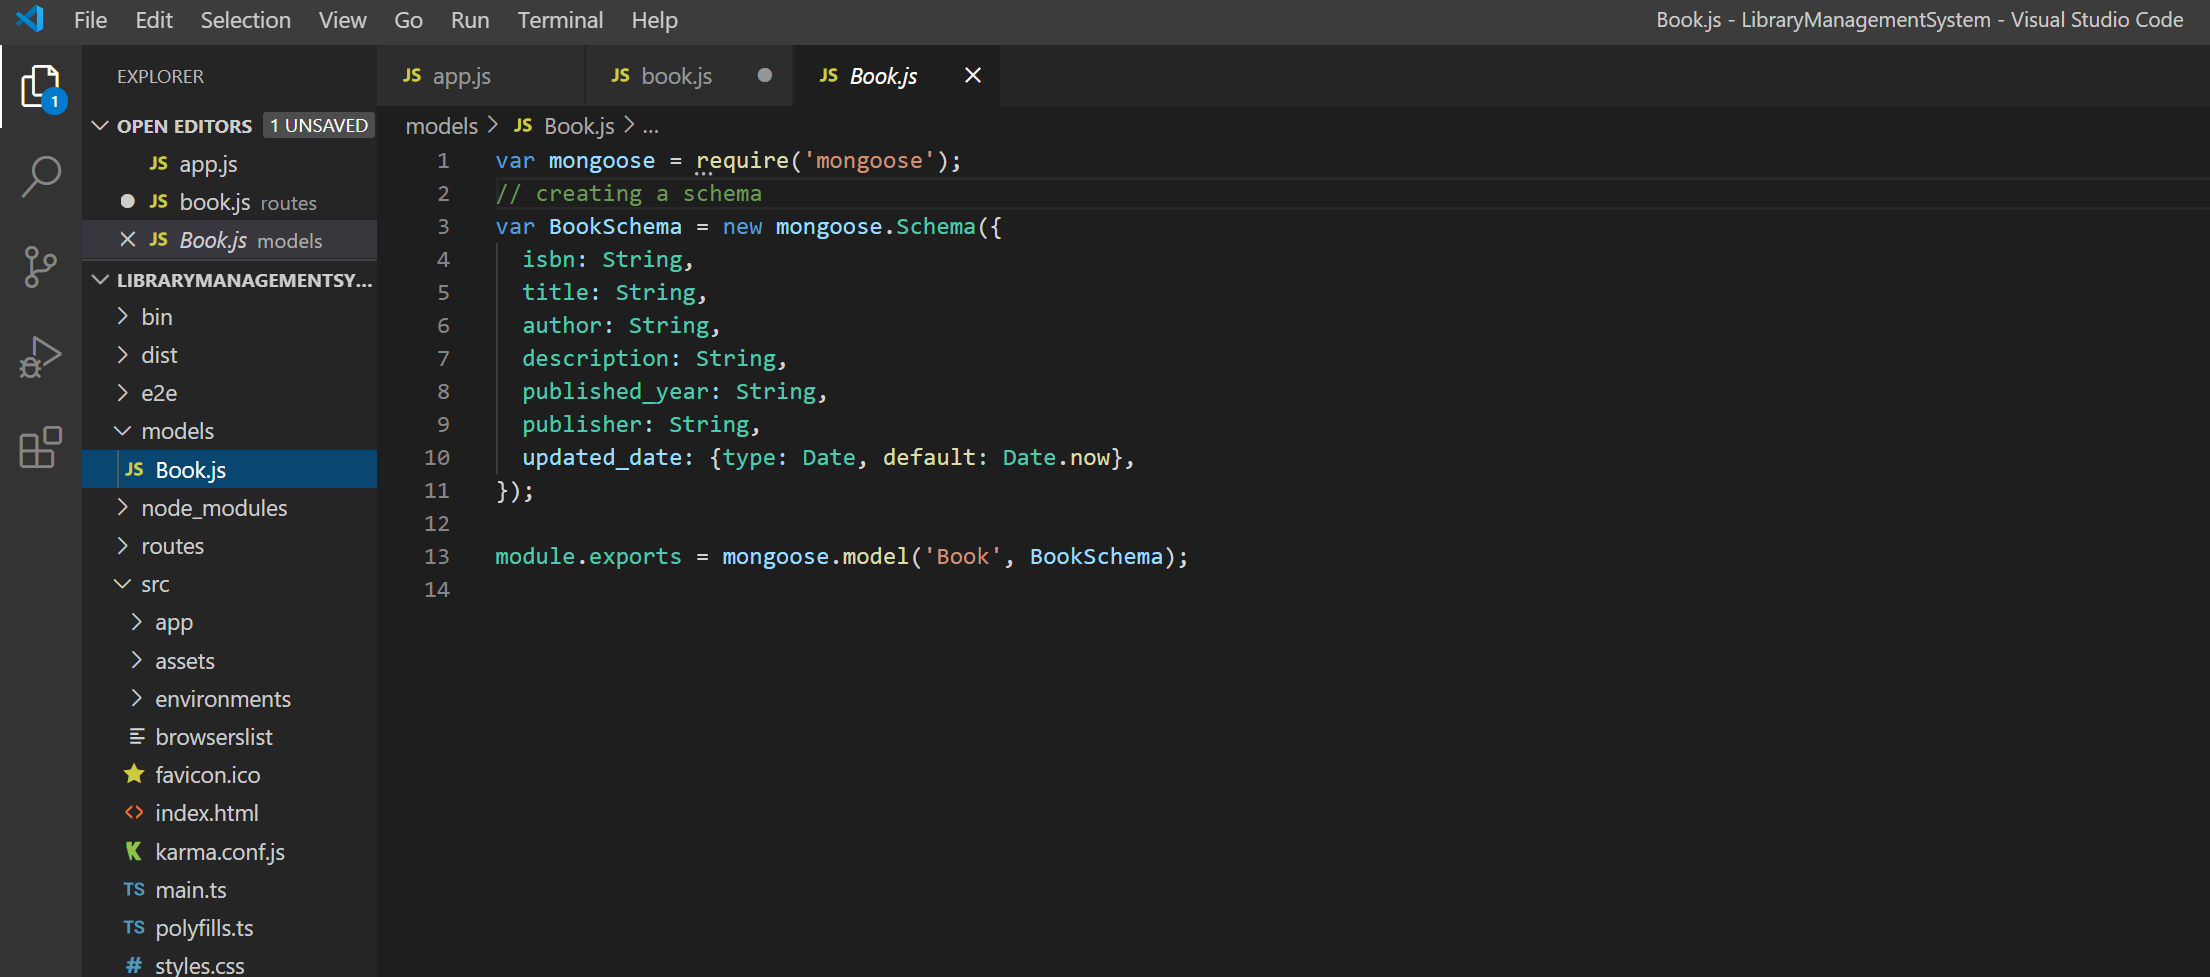 File Edit Selection View Go Run Terminal Help
Book.js - LibraryManagementSystem - Visual Studio Code
1
EXPLORER
OPEN EDITORS 1 UNSAVED
JS app.js
JS book.js routes
JS Book.js models
LIBRARYMANAGEMENTSY...
bin
dist
e2e
models
JS Book.js
node_modules
routes
src
app
assets
environments
browserslist
favicon.ico
index.html
karma.conf.js
TS main.ts
TS polyfills.ts
# styles.css
JS app.js
JS book.js
JS Book.js
models > JS Book.js > ...
1 var mongoose = require('mongoose');
2 // creating a schema
3 var BookSchema = new mongoose.Schema({
4   isbn: String,
5   title: String,
6   author: String,
7   description: String,
8   published_year: String,
9   publisher: String,
10   updated_date: {type: Date, default: Date.now},
11 });
12
13 module.exports = mongoose.model('Book', BookSchema);
14